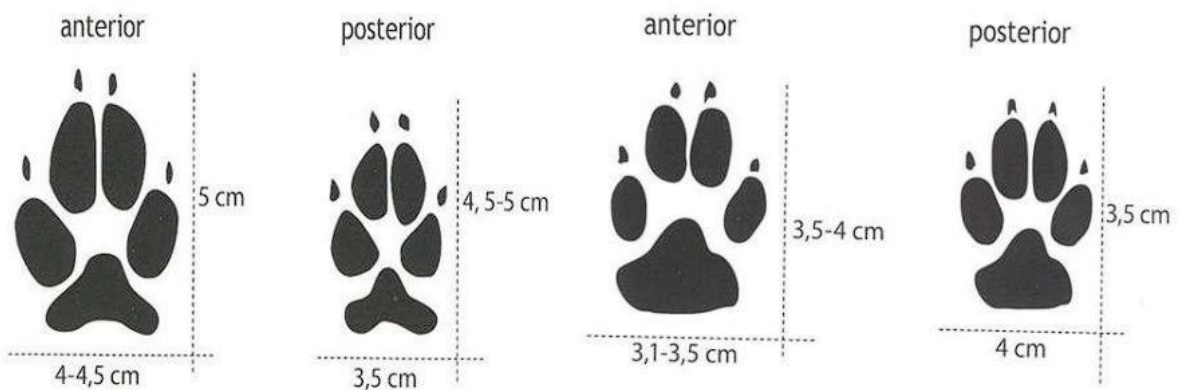 anterior
posterior
anterior
posterior
5 cm
4, 5-5 cm
3,5-4 cm
3,5 cm
4-4,5 cm
3,5 cm
3,1-3,5 cm
4 cm